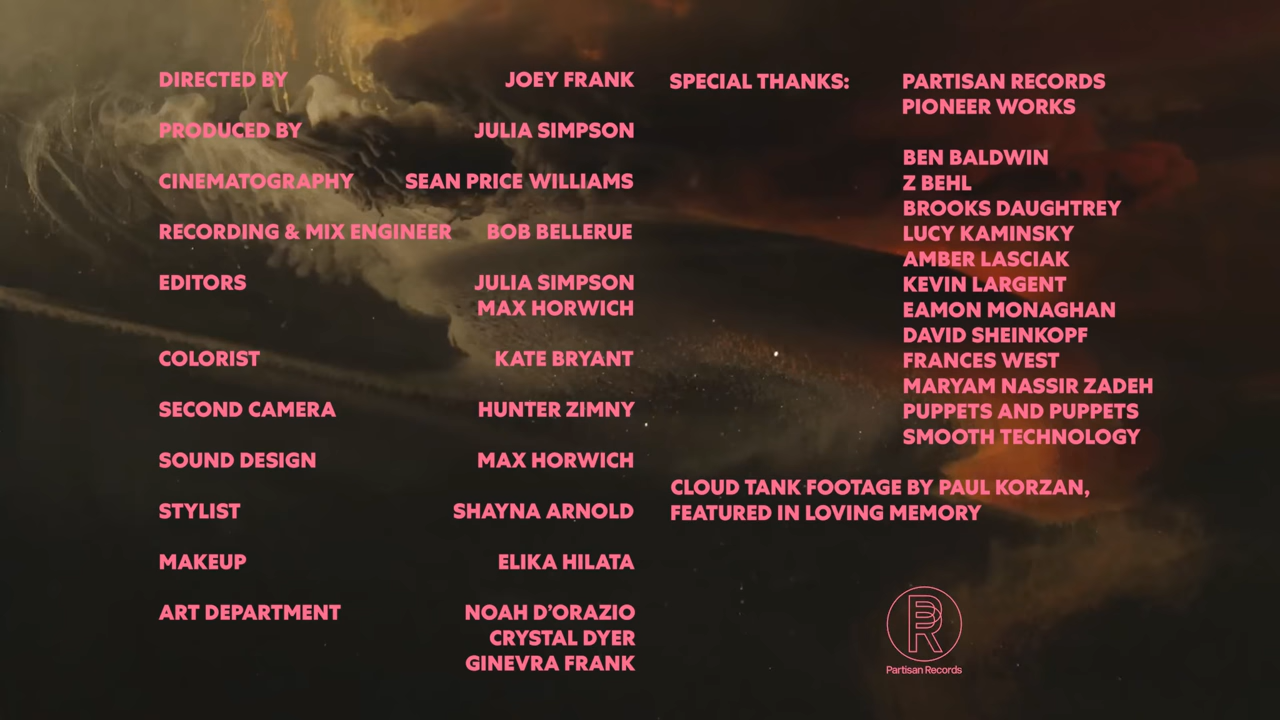 DIRECTED BY JOEY FRANK
PRODUCED BY JULIA SIMPSON
CINEMATOGRAPHY SEAN PRICE WILLIAMS
RECORDING & MIX ENGINEER BOB BELLERUE
EDITORS JULIA SIMPSON
MAX HORWICH
COLORIST KATE BRYANT
SECOND CAMERA HUNTER ZIMNY
SOUND DESIGN MAX HORWICH
STYLIST SHAYNA ARNOLD
MAKEUP ELIKA HILATA
ART DEPARTMENT NOAH D'ORAZIO
CRYSTAL DYER
GINEVRA FRANK
SPECIAL THANKS: PARTISAN RECORDS
PIONEER WORKS
BEN BALDWIN
Z BEHL
BROOKS DAUGHTREY
LUCY KAMINSKY
AMBER LASCIAK
KEVIN LARGENT
EAMON MONAGHAN
DAVID SHEINKOPF
FRANCES WEST
MARYAM NASSIR ZADEH
PUPPETS AND PUPPETS
SMOOTH TECHNOLOGY
CLOUD TANK FOOTAGE BY PAUL KORZAN,
FEATURED IN LOVING MEMORY
PR
Partisan Records